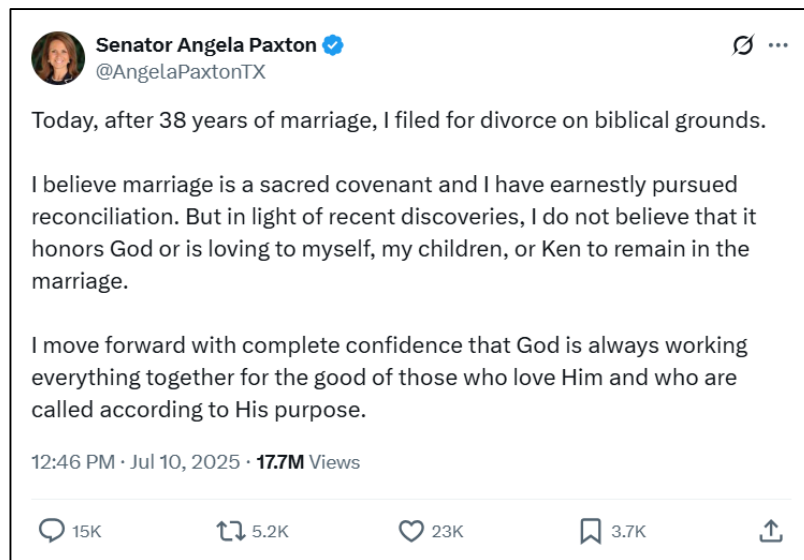 Senator Angela Paxton
@AngelaPaxtonTX
Today, after 38 years of marriage, I filed for divorce on biblical grounds.
I believe marriage is a sacred covenant and I have earnestly pursued
reconciliation. But in light of recent discoveries, I do not believe that it
honors God or is loving to myself, my children, or Ken to remain in the
marriage.
I move forward with complete confidence that God is always working
everything together for the good of those who love Him and who are
called according to His purpose.
12:46 PM · Jul 10, 2025 · 17.7M Views
15K 5.2K 23K 3.7K